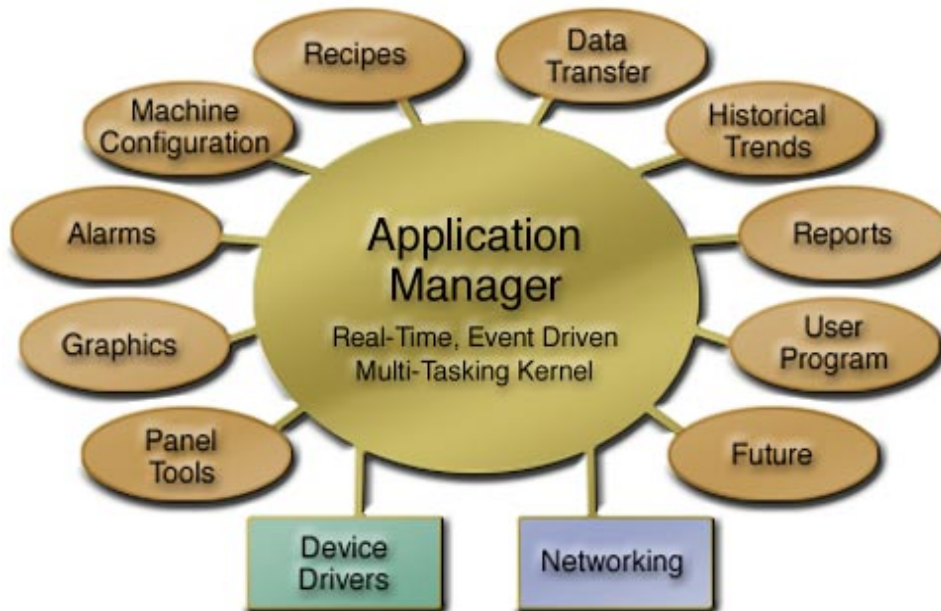 Recipes
Data
Transfer
Machine
Configuration
Historical
Trends
Alarms
Application
Manager
Real-Time, Event Driven
Multi-Tasking Kernel
Reports
Graphics
User
Program
Panel
Tools
Future
Device
Drivers
Networking